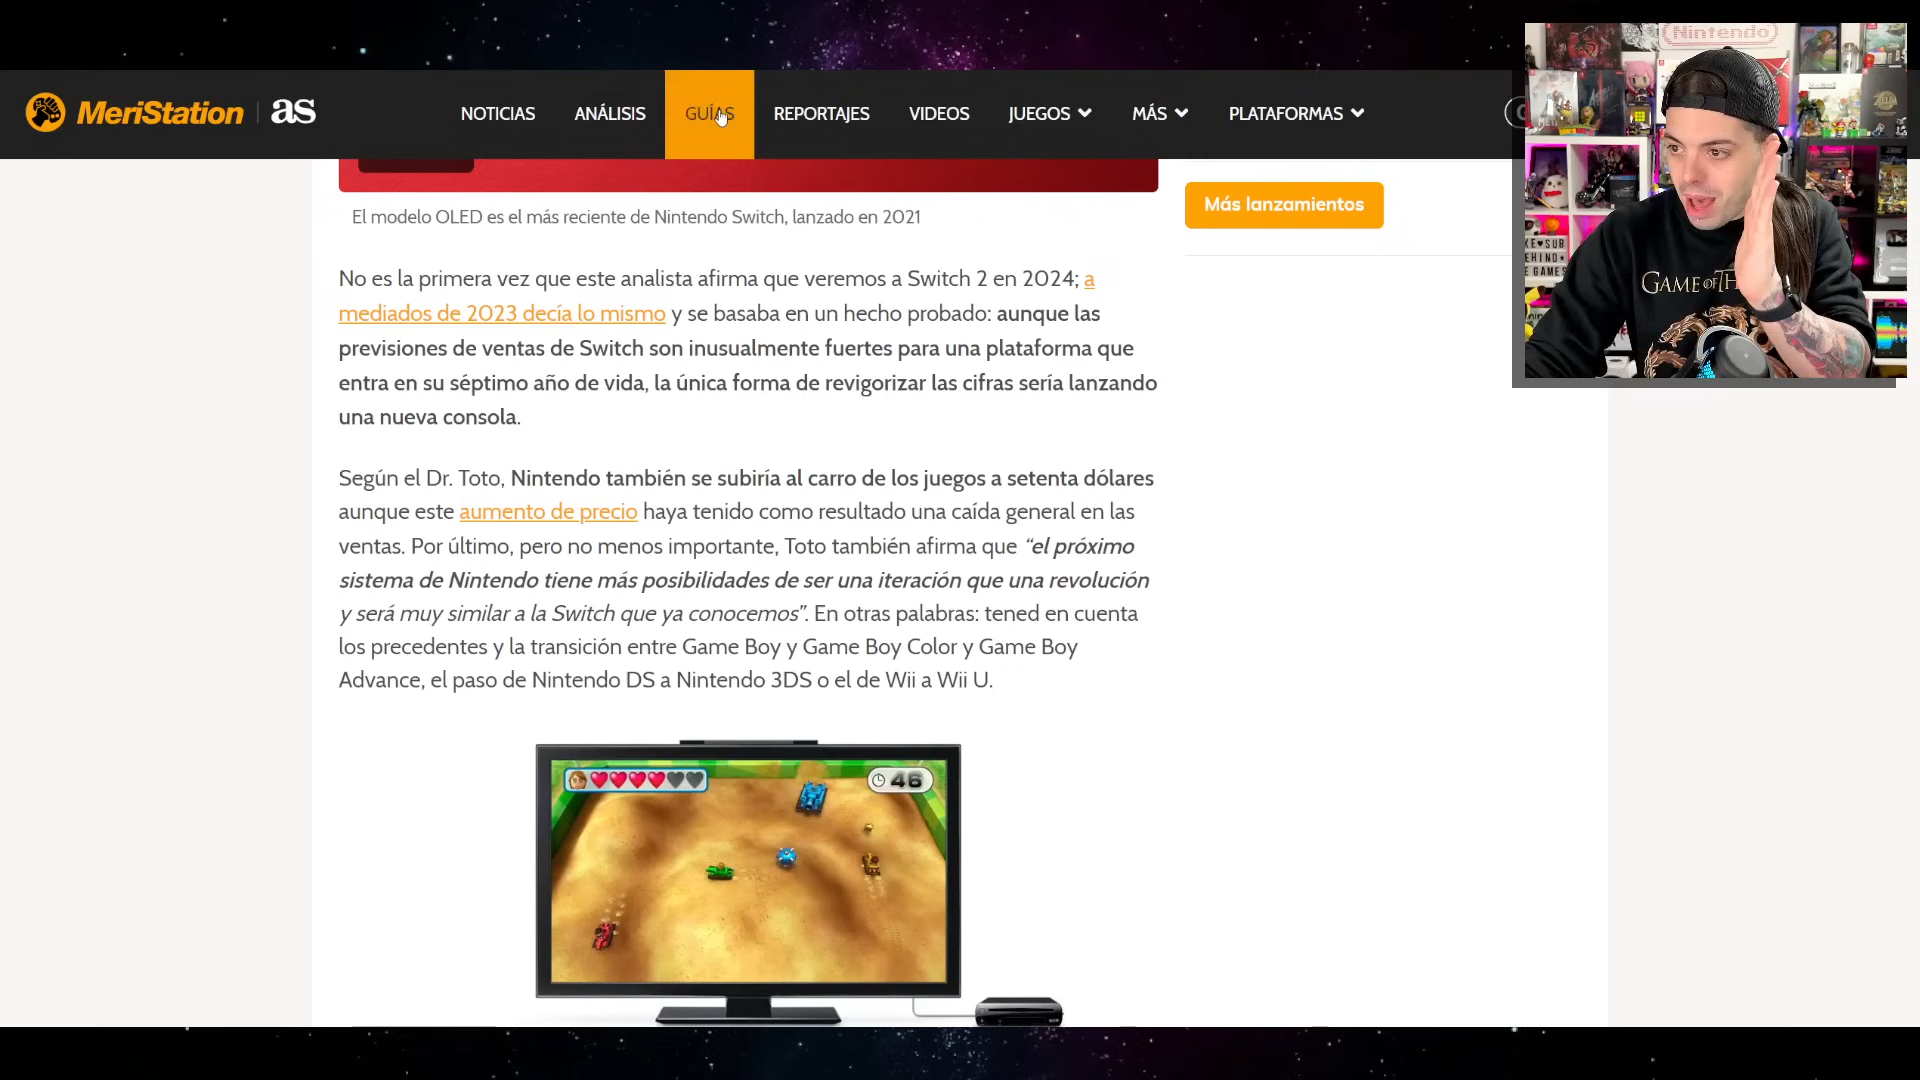 Nintendo
MeriStation as NOTICIAS ANÁLISIS GUÍAS REPORTAJES VIDEOS JUEGOS MÁS PLATAFORMAS
Más lanzamientos
El modelo OLED es el más reciente de Nintendo Switch, lanzado en 2021
No es la primera vez que este analista afirma que veremos a Switch 2 en 2024; a
mediados de 2023 decía lo mismo y se basaba en un hecho probado: aunque las
previsiones de ventas de Switch son inusualmente fuertes para una plataforma que
entra en su séptimo año de vida, la única forma de revigorizar las cifras sería lanzando
una nueva consola.
Según el Dr. Toto, Nintendo también se subiría al carro de los juegos a setenta dólares
aunque este aumento de precio haya tenido como resultado una caída general en las
ventas. Por último, pero no menos importante, Toto también afirma que “el próximo
sistema de Nintendo tiene más posibilidades de ser una iteración que una revolución
y será muy similar a la Switch que ya conocemos”. En otras palabras: tened en cuenta
los precedentes y la transición entre Game Boy y Game Boy Color y Game Boy
Advance, el paso de Nintendo DS a Nintendo 3DS o el de Wii a Wii U.
46
GAME OF